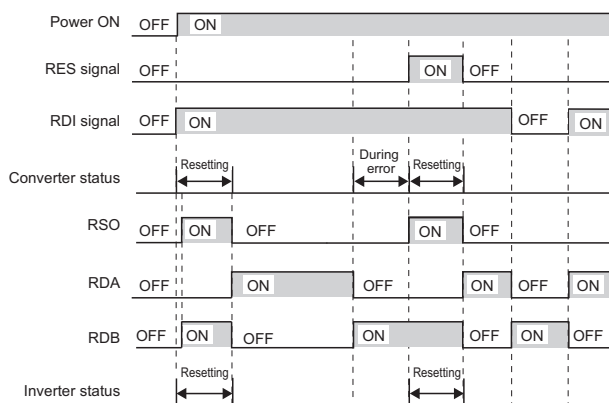 Power ON OFF ON
RES signal OFF ON OFF
RDI signal OFF ON OFF ON
During
error
Converter status Resetting Resetting
RSO OFF ON OFF ON OFF
RDA OFF ON OFF ON OFF ON
RDB OFF ON OFF ON OFF ON OFF
Inverter status Resetting Resetting